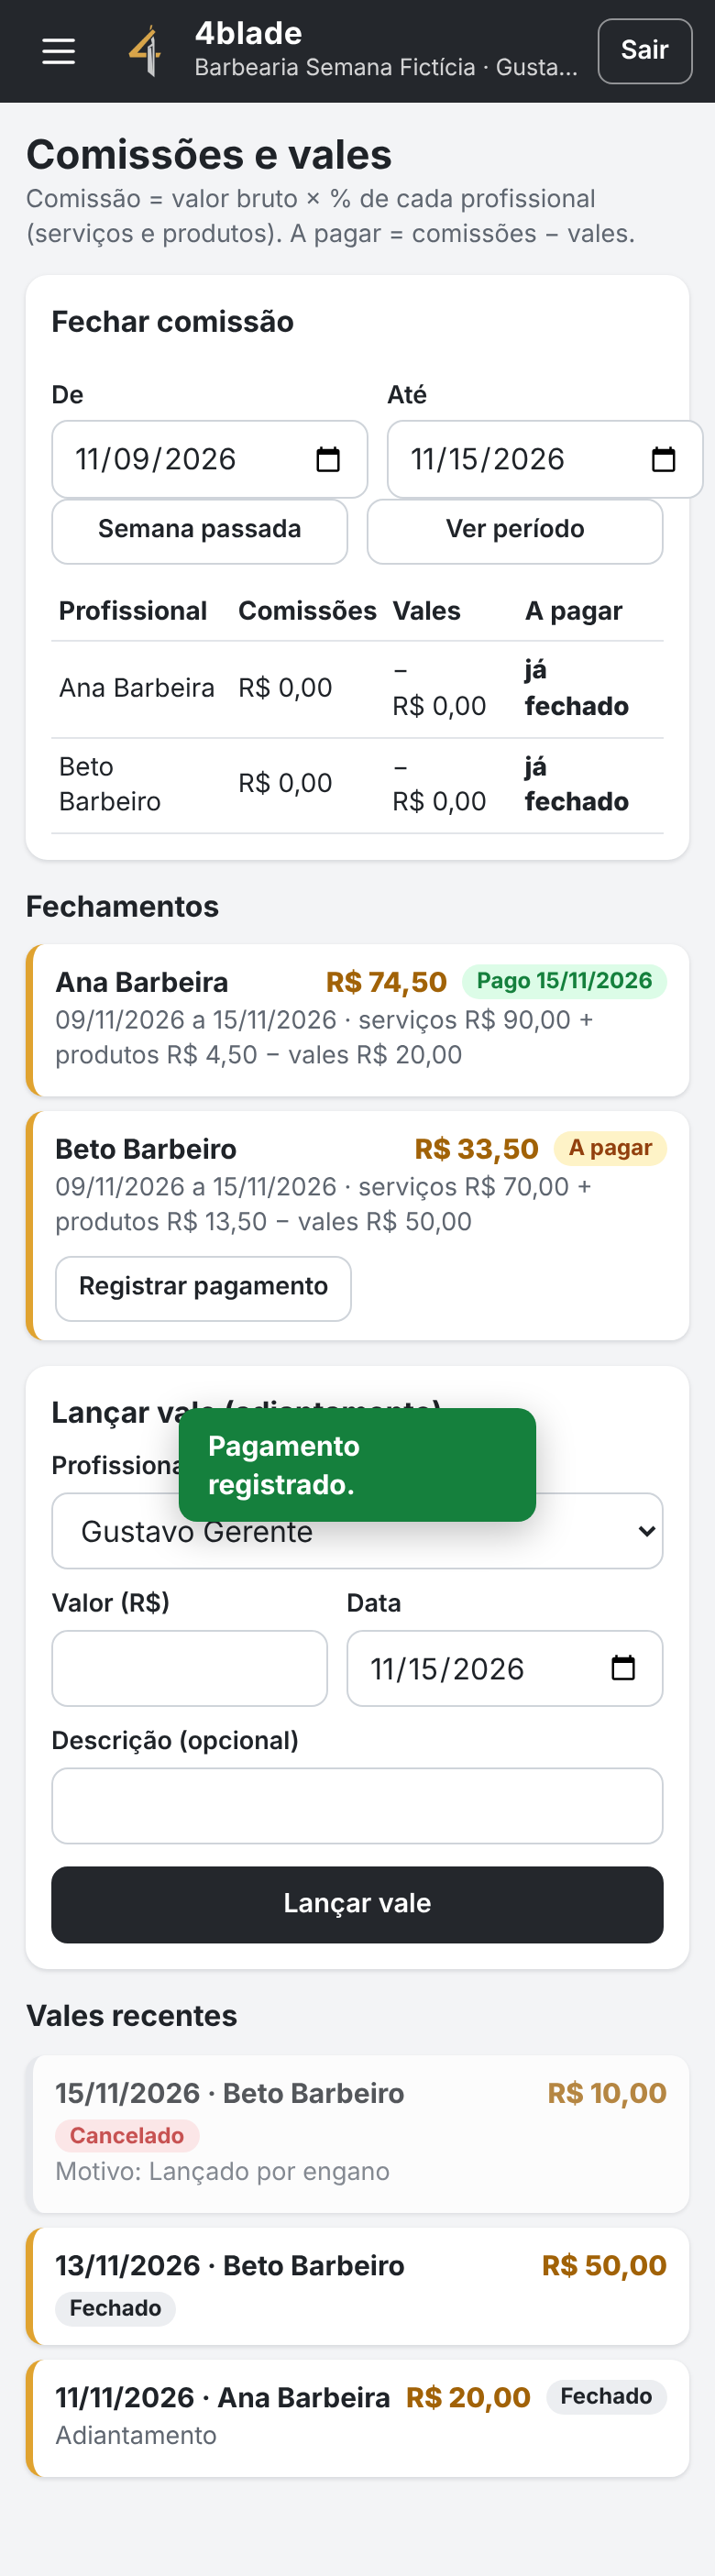 4blade
Barbearia Semana Fictícia · Gusta...
Sair
Comissões e vales
Comissão = valor bruto × % de cada profissional
(serviços e produtos). A pagar = comissões − vales.
Fechar comissão
De
Até
11/09/2026
11/15/2026
Semana passada
Ver período
Profissional Comissões Vales A pagar
Ana Barbeira R$ 0,00 − R$ 0,00 já fechado
Beto Barbeiro R$ 0,00 − R$ 0,00 já fechado
Fechamentos
Ana Barbeira R$ 74,50 Pago 15/11/2026
09/11/2026 a 15/11/2026 · serviços R$ 90,00 +
produtos R$ 4,50 − vales R$ 20,00
Beto Barbeiro R$ 33,50 A pagar
09/11/2026 a 15/11/2026 · serviços R$ 70,00 +
produtos R$ 13,50 − vales R$ 50,00
Registrar pagamento
Lançar
Pagamento
registrado.
Gustavo Gerente
Valor (R$)
Data
11/15/2026
Descrição (opcional)
Lançar vale
Vales recentes
15/11/2026 · Beto Barbeiro R$ 10,00
Cancelado
Motivo: Lançado por engano
13/11/2026 · Beto Barbeiro R$ 50,00
Fechado
11/11/2026 · Ana Barbeira R$ 20,00 Fechado
Adiantamento